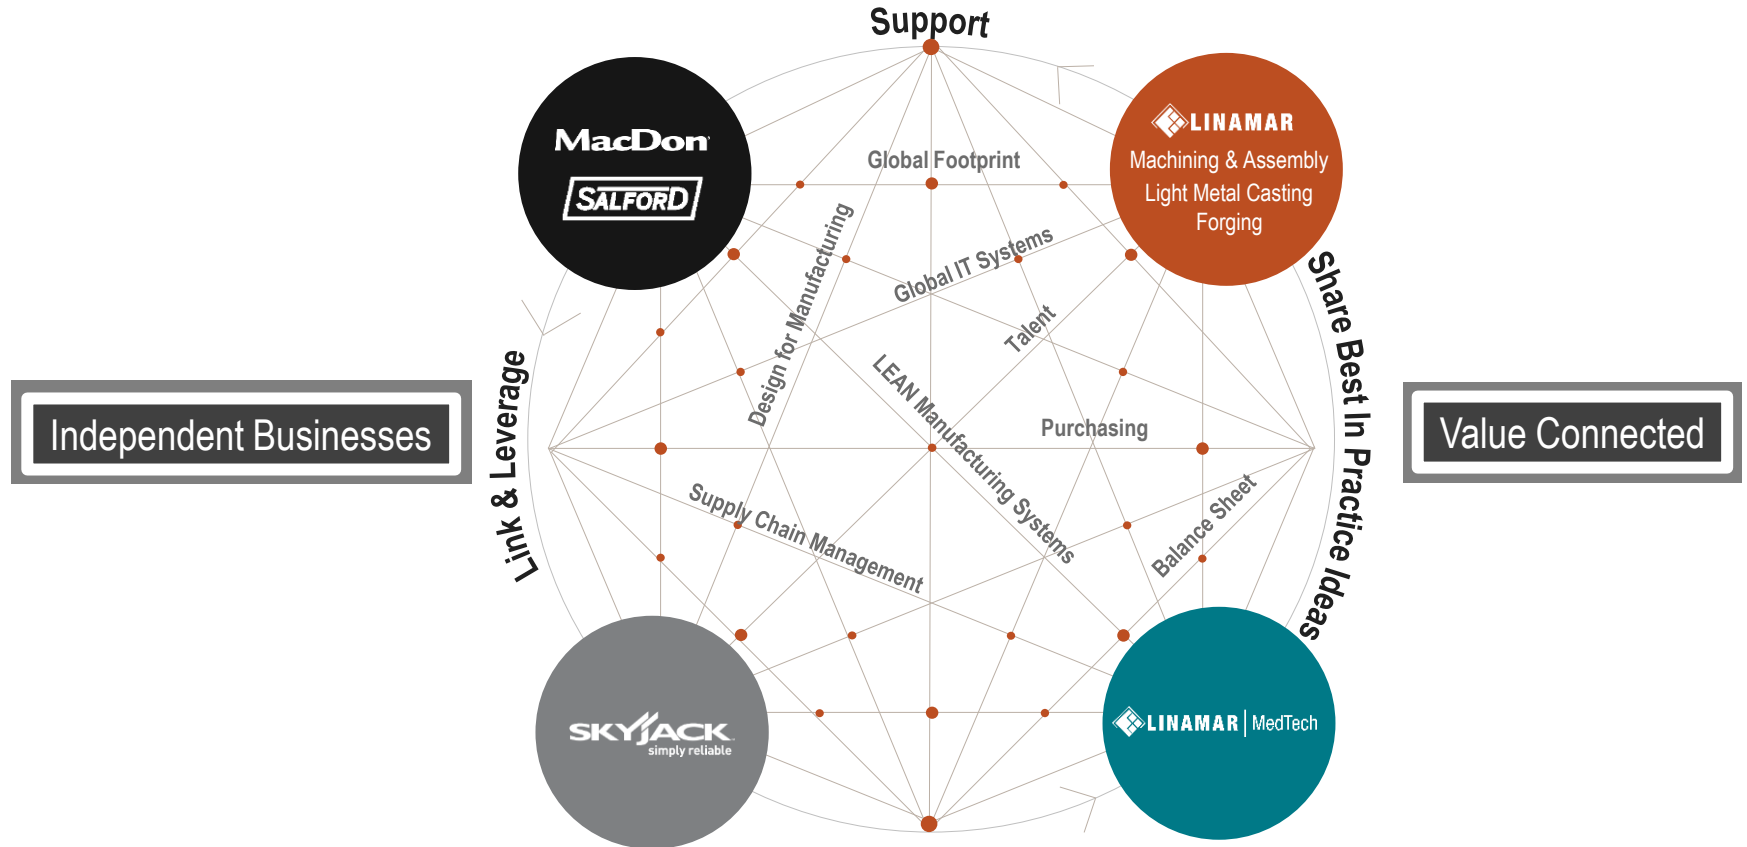 Support
MacDon
SALFORD
LINAMAR
Machining & Assembly
Light Metal Casting
Forging
Global Footprint
Design for Manufacturing
Global IT Systems
Talent
LEAN Manufacturing Systems
Purchasing
Supply Chain Management
Balance Sheet
Link & Leverage
Share Best In Practice Ideas
Independent Businesses
Value Connected
SKYJACK
simply reliable
LINAMAR | MedTech